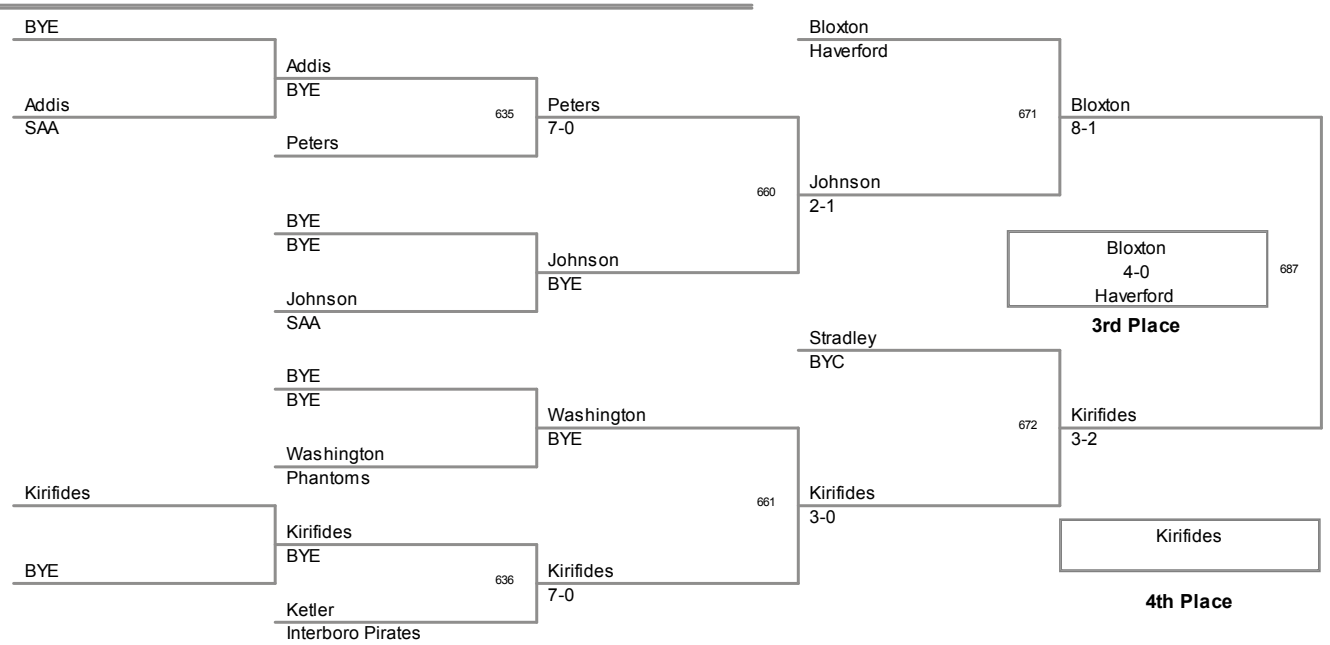 BYE
Bloxton
Haverford
Addis
BYE
Addis
SAA
635
Peters
7-0
671
Bloxton
8-1
Peters
660
Johnson
2-1
BYE
BYE
Johnson
BYE
Bloxton
4-0
Haverford
687
Johnson
SAA
3rd Place
Stradley
BYC
BYE
BYE
Washington
BYE
672
Kirifides
3-2
Washington
Phantoms
Kirifides
661
Kirifides
3-0
Kirifides
BYE
Kirifides
BYE
636
Kirifides
7-0
4th Place
Ketler
Interboro Pirates